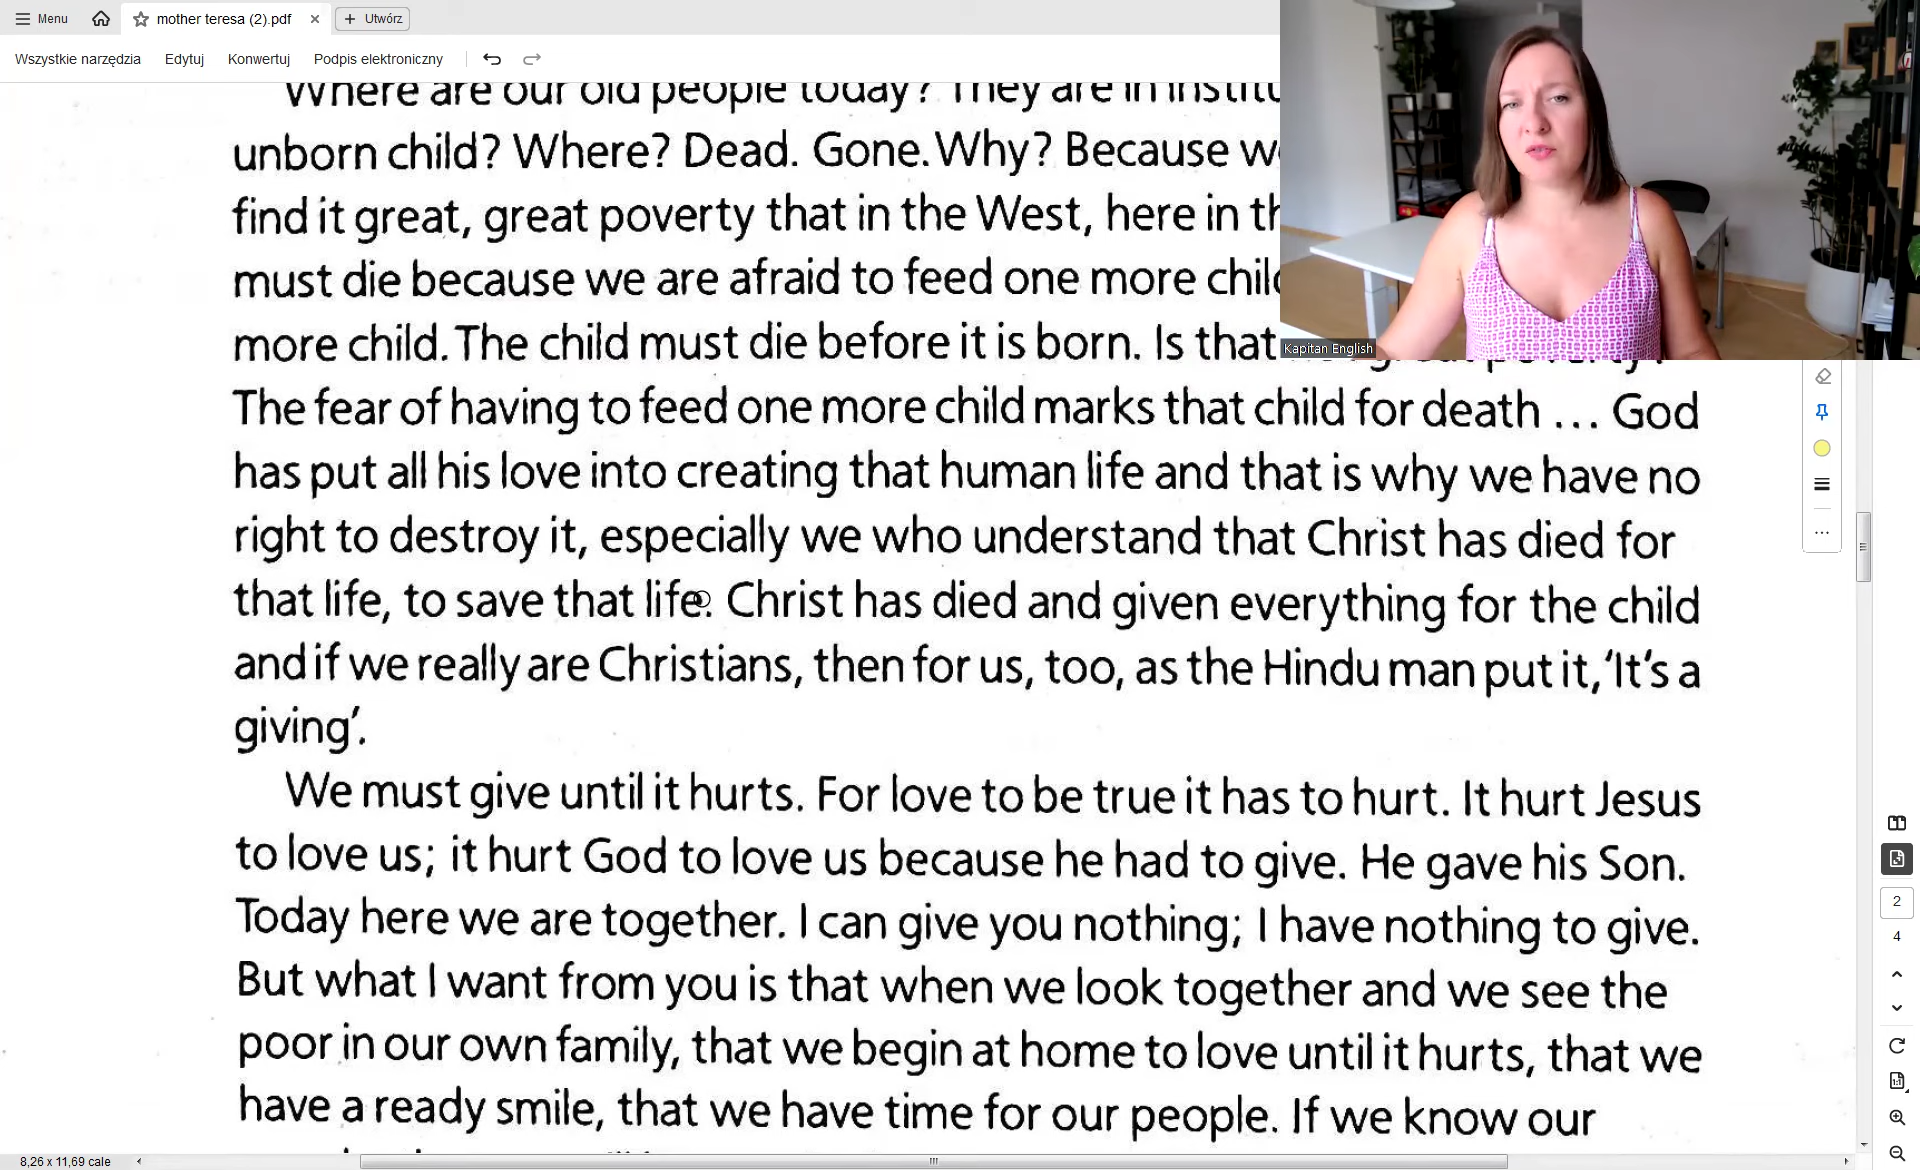 Menu
mother teresa (2).pdf
Utwórz
Wszystkie narzędzia Edytuj Konwertuj Podpis elektroniczny
Where are our old people today? They are in
unborn child? Where? Dead. Gone. Why? Because
find it great, great poverty that in the West, here in
must die because we are afraid to feed one more
more child. The child must die before it is born. Is that
Kapitan English
The fear of having to feed one more child marks that child for death ... God
has put all his love into creating that human life and that is why we have no
right to destroy it, especially we who understand that Christ has died for
that life, to save that life. Christ has died and given everything for the child
and if we really are Christians, then for us, too, as the Hindu man put it, 'It's a
giving'.
We must give until it hurts. For love to be true it has to hurt. It hurt Jesus
to love us; it hurt God to love us because he had to give. He gave his Son.
Today here we are together. I can give you nothing; I have nothing to give.
But what I want from you is that when we look together and we see the
poor in our own family, that we begin at home to love until it hurts, that we
have a ready smile, that we have time for our people. If we know our
2
4
8,26 x 11,69 cale